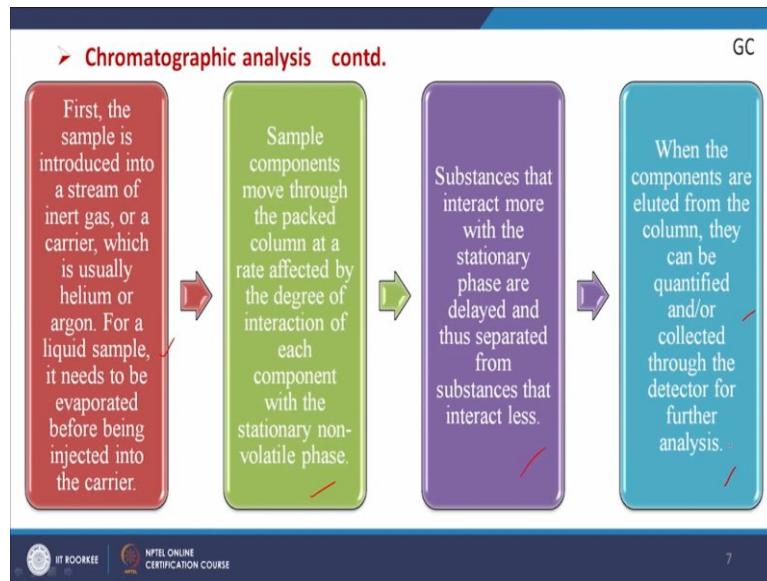 ➢ Chromatographic analysis contd.
GC
First, the
sample is
introduced into
a stream of
inert gas, or a
carrier, which
is usually
helium or
argon. For a
liquid sample,
it needs to be
evaporated
before being
injected into
the carrier.
Sample
components
move through
the packed
column at a
rate affected by
the degree of
interaction of
each
component
with the
stationary non-
volatile phase.
Substances that
interact more
with the
stationary
phase are
delayed and
thus separated
from
substances that
interact less.
When the
components are
eluted from the
column, they
can be
quantified
and/or
collected
through the
detector for
further
analysis.
IIT ROORKEE
NPTEL ONLINE
CERTIFICATION COURSE
7